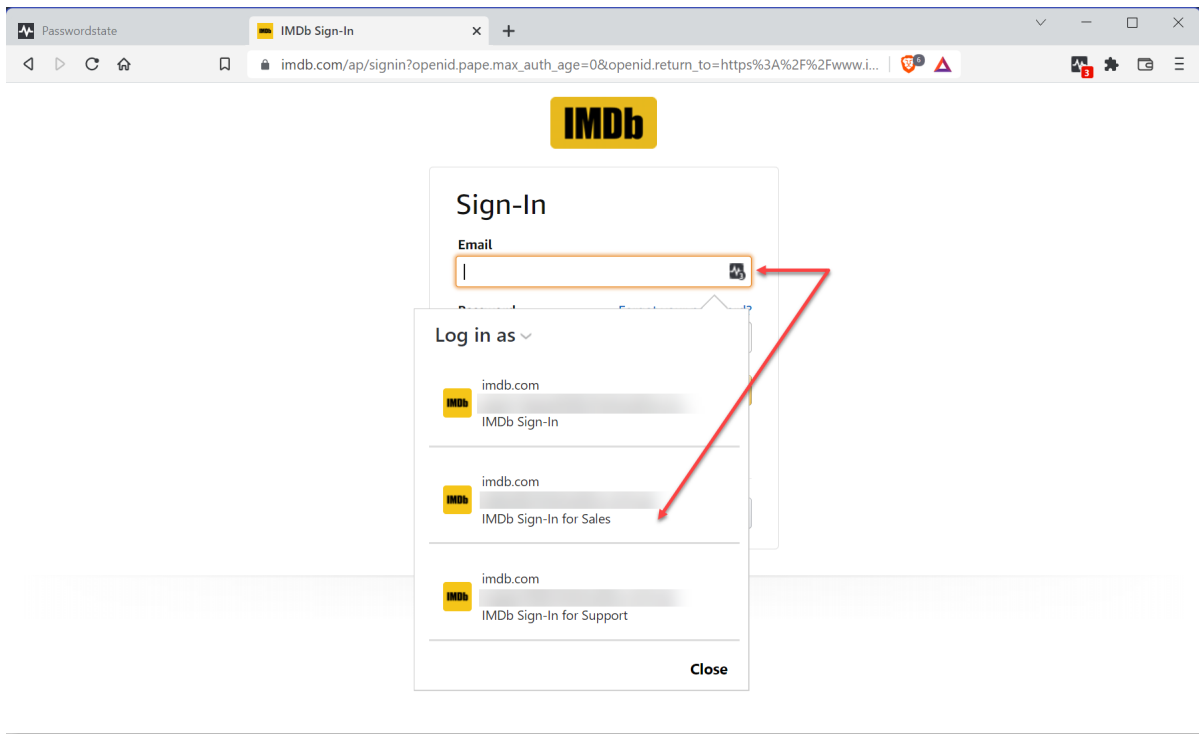 Passwordstate
IMDb Sign-In
imdb.com/ap/signin?openid.pape.max_auth_age=0&openid.return_to=https%3A%2F%2Fwww.i...
6
3
IMDb
Sign-In
Email
3
Log in as
imdb.com
IMDb
IMDb Sign-In
imdb.com
IMDb
IMDb Sign-In for Sales
imdb.com
IMDb
IMDb Sign-In for Support
Close